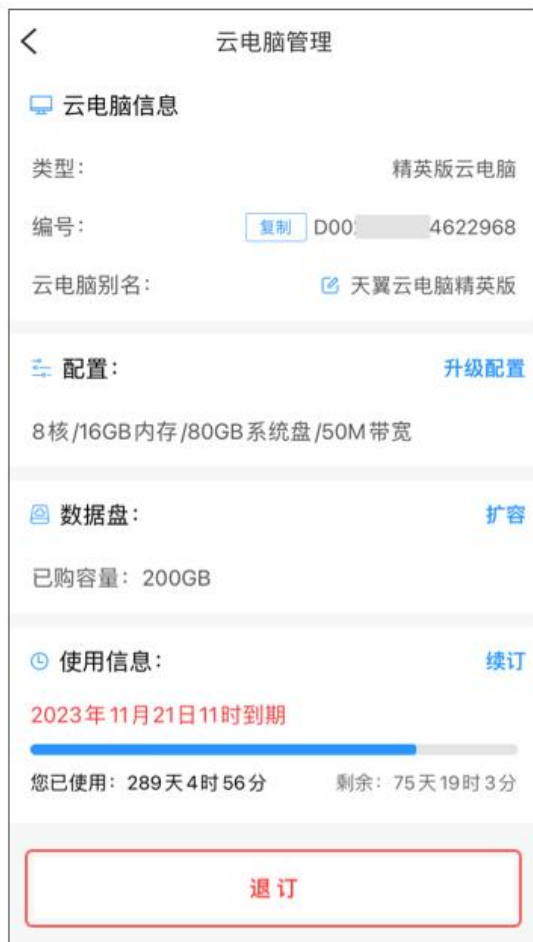 云电脑管理
云电脑信息
类型： 精英版云电脑
编号： 复制 D002 4622968
云电脑别名： 天翼云电脑精英版
配置： 升级配置
8核/16GB内存/80GB系统盘/50M带宽
数据盘： 扩容
已购容量：200GB
使用信息： 续订
2023年11月21日11时到期
您已使用：289天4时56分 剩余：75天19时3分
退订